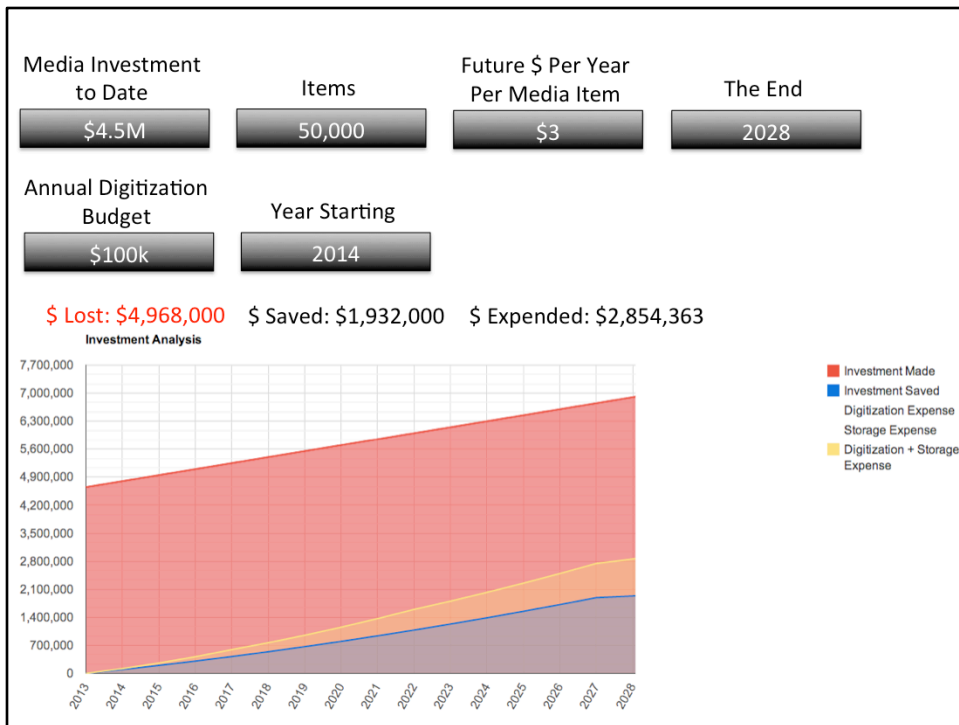 Media Investment
to Date
Items
Future $ Per Year
Per Media Item
The End
$4.5M
50,000
$3
2028
Annual Digitization
Budget
Year Starting
$100k
2014
$ Lost: $4,968,000 $ Saved: $1,932,000 $ Expended: $2,854,363
Investment Analysis
7,700,000
7,000,000
6,300,000
5,600,000
4,900,000
4,200,000
3,500,000
2,800,000
2,100,000
1,400,000
700,000
0
2013
2014
2015
2016
2017
2018
2019
2020
2021
2022
2023
2024
2025
2026
2027
2028
Investment Made
Investment Saved
Digitization Expense
Storage Expense
Digitization + Storage
Expense